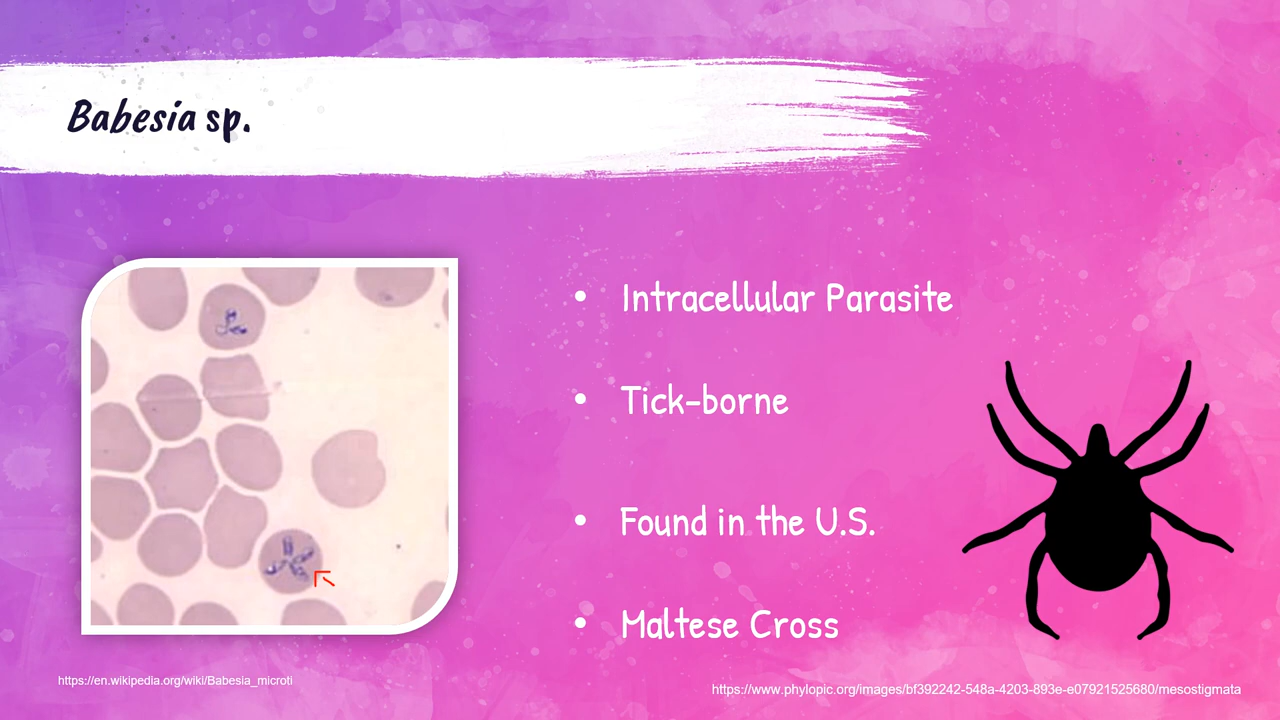 Babesia sp.
• Intracellular Parasite
• Tick-borne
• Found in the U.S.
• Maltese Cross
https://en.wikipedia.org/wiki/Babesia_microti
https://www.phylopic.org/images/bf392242-548a-4203-893e-e07921525680/mesostigmata